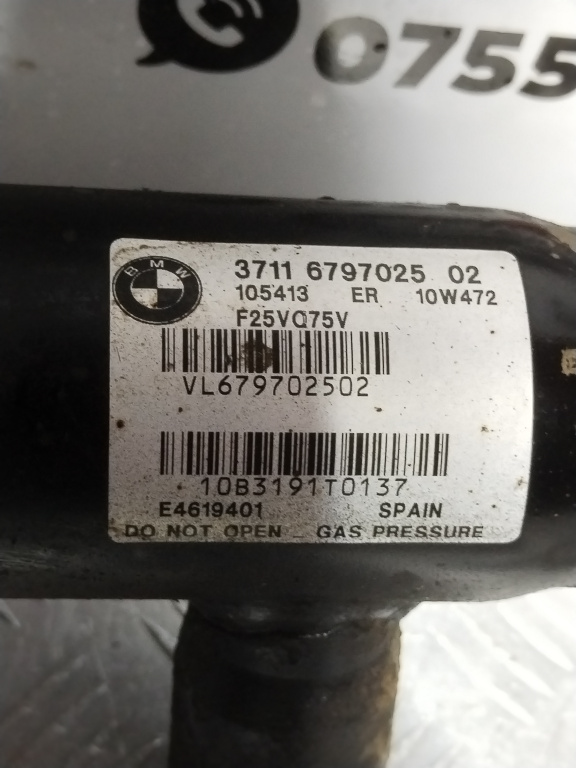 0755
BMW
3711 6797025 02
105413 ER 10W472
F25VQ75V
VL679702502
10B3191T0137
E4619401 SPAIN
DO NOT OPEN _ GAS PRESSURE